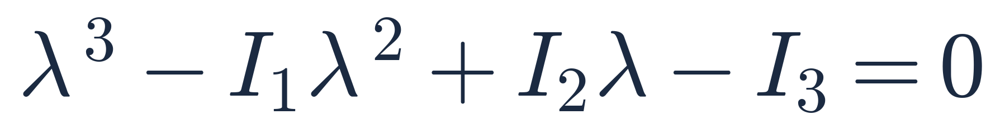 λ³ − I₁λ² + I₂λ − I₃ = 0